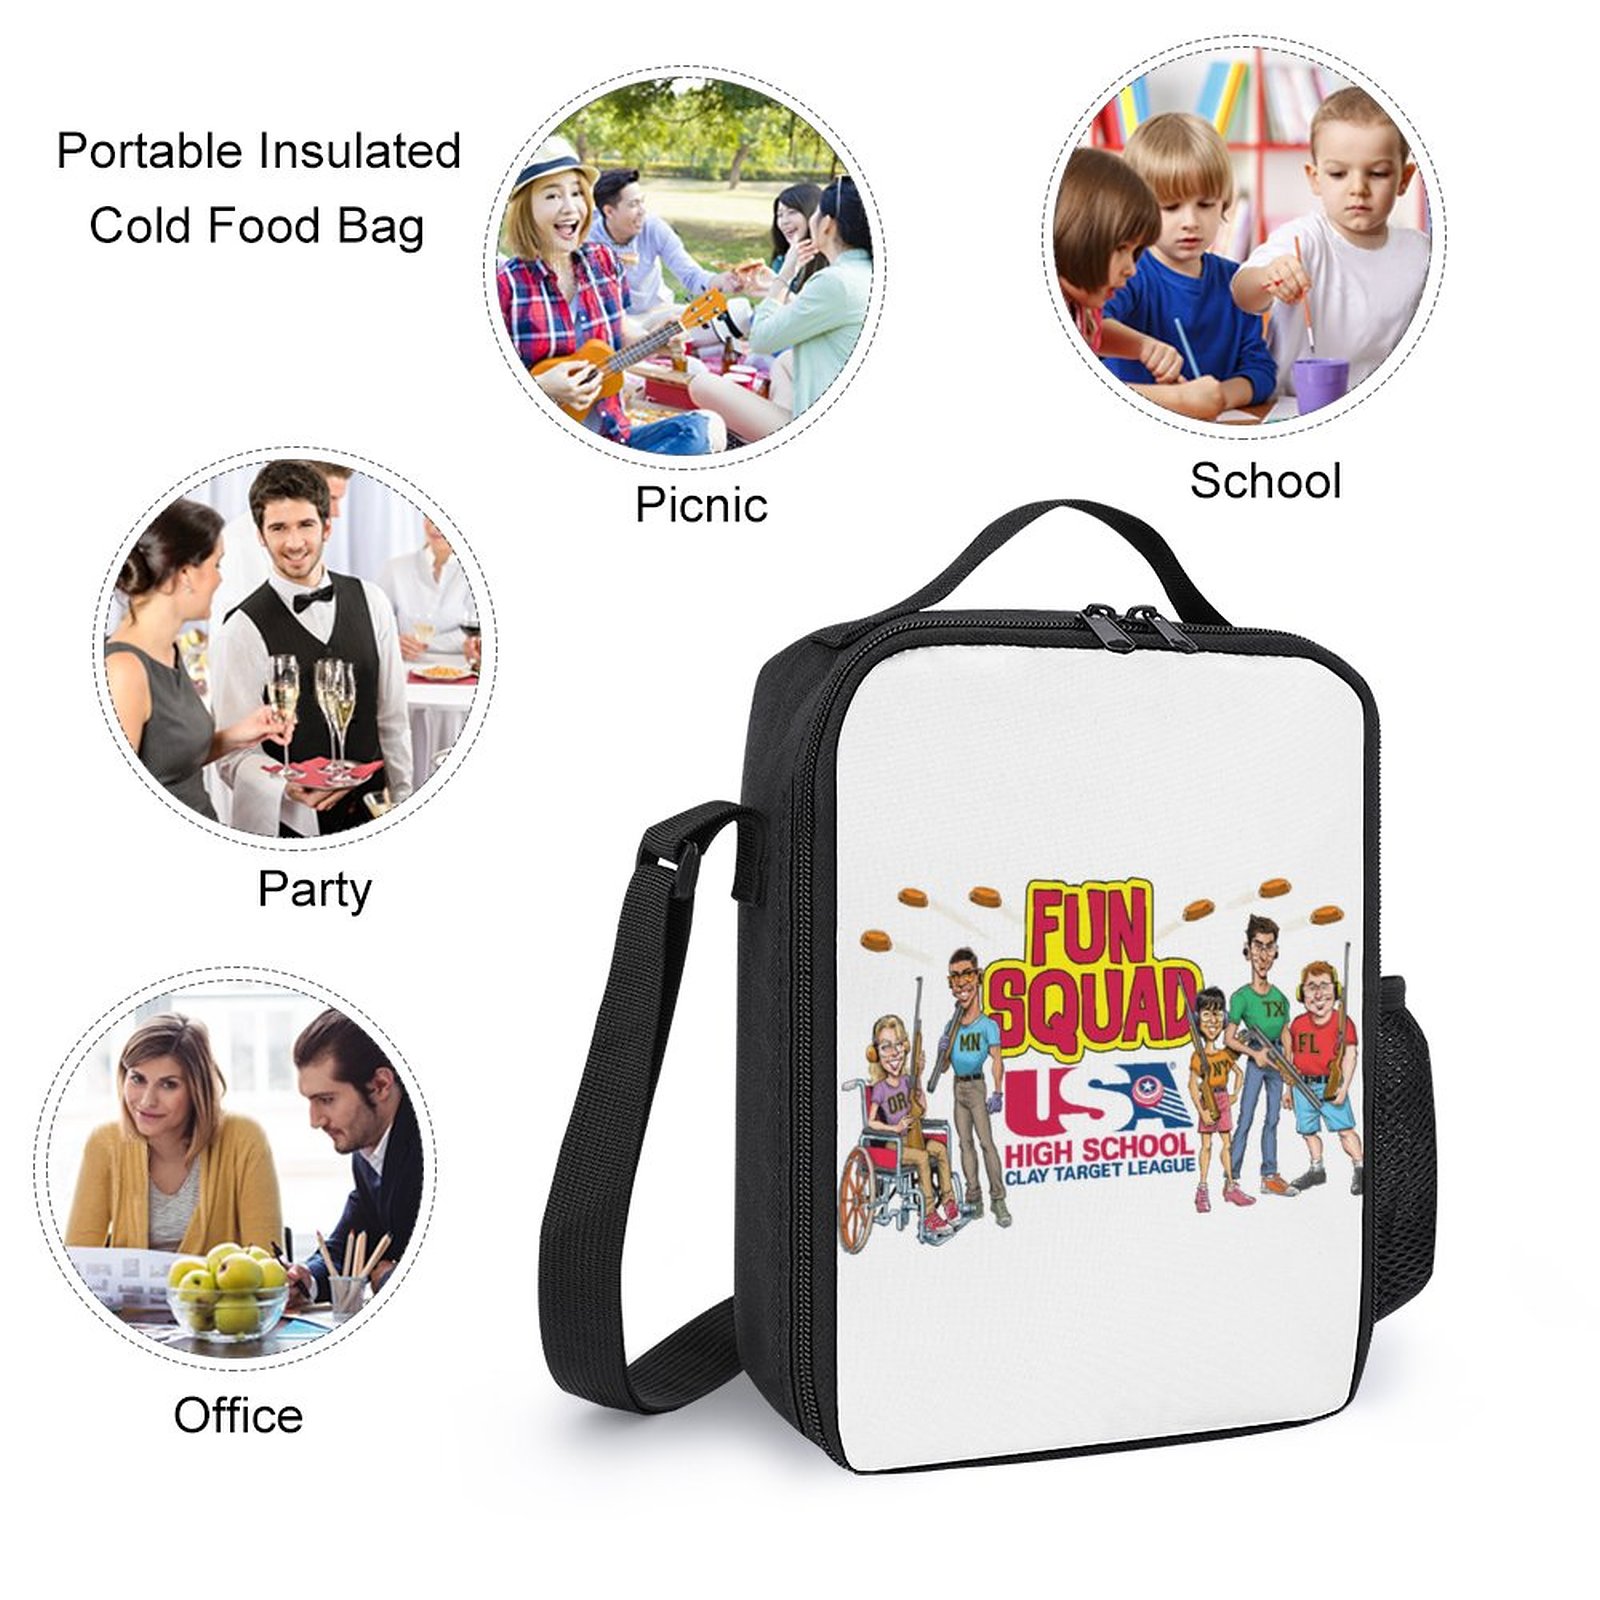 Portable Insulated
Cold Food Bag
Picnic
School
Party
Office
FUN
SQUAD
USA
HIGH SCHOOL
CLAY TARGET LEAGUE
OR
MN
NY
TX
FL